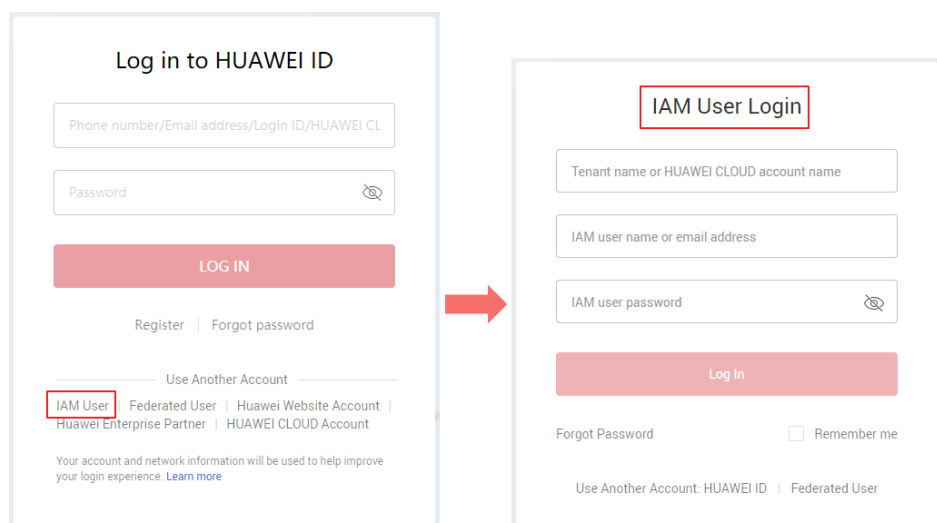 Log in to HUAWEI ID
Phone number/Email address/Login ID/HUAWEI CL
Password
LOG IN
Register | Forgot password
Use Another Account
IAM User | Federated User | Huawei Website Account |
Huawei Enterprise Partner | HUAWEI CLOUD Account
Your account and network information will be used to help improve
your login experience. Learn more
IAM User Login
Tenant name or HUAWEI CLOUD account name
IAM user name or email address
IAM user password
Log In
Forgot Password
Remember me
Use Another Account: HUAWEI ID | Federated User